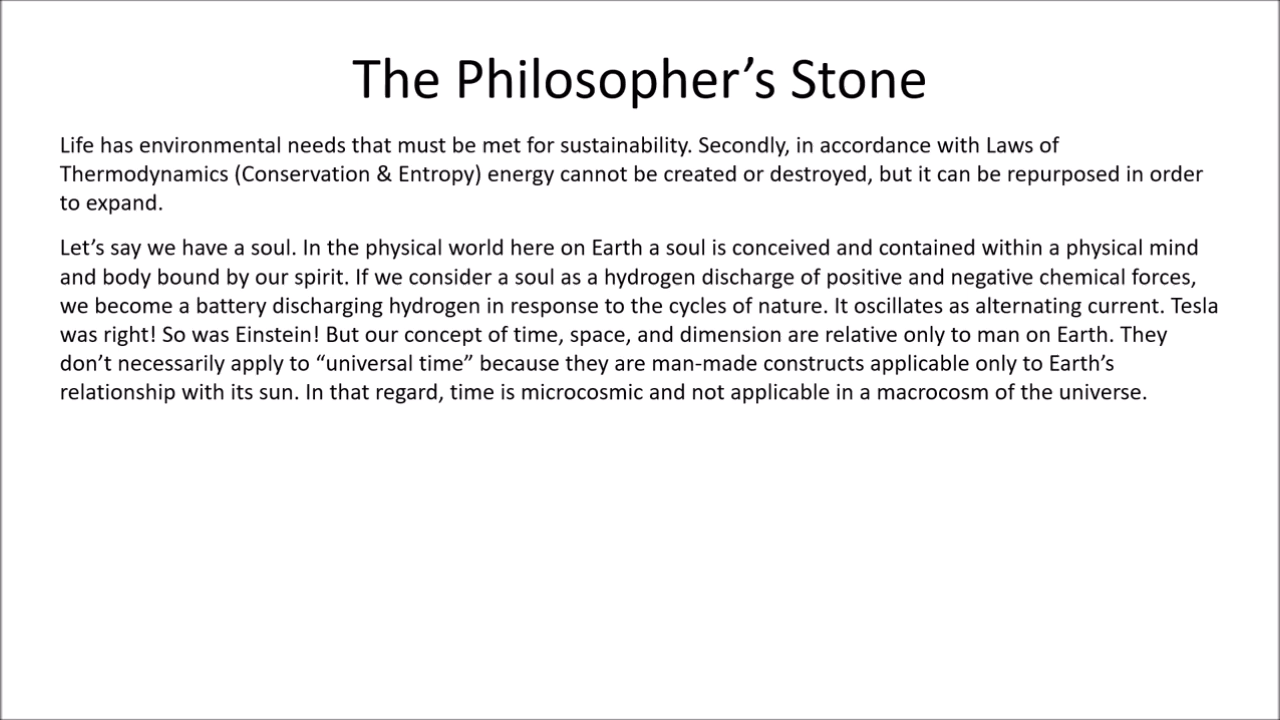 The Philosopher’s Stone
Life has environmental needs that must be met for sustainability. Secondly, in accordance with Laws of
Thermodynamics (Conservation & Entropy) energy cannot be created or destroyed, but it can be repurposed in order
to expand.
Let’s say we have a soul. In the physical world here on Earth a soul is conceived and contained within a physical mind
and body bound by our spirit. If we consider a soul as a hydrogen discharge of positive and negative chemical forces,
we become a battery discharging hydrogen in response to the cycles of nature. It oscillates as alternating current. Tesla
was right! So was Einstein! But our concept of time, space, and dimension are relative only to man on Earth. They
don’t necessarily apply to “universal time” because they are man-made constructs applicable only to Earth’s
relationship with its sun. In that regard, time is microcosmic and not applicable in a macrocosm of the universe.